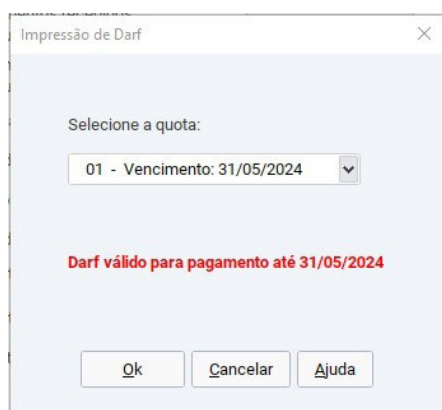 Impressão de Darf
Selecione a quota:
01 - Vencimento: 31/05/2024
Darf válido para pagamento até 31/05/2024
Ok
Cancelar
Ajuda